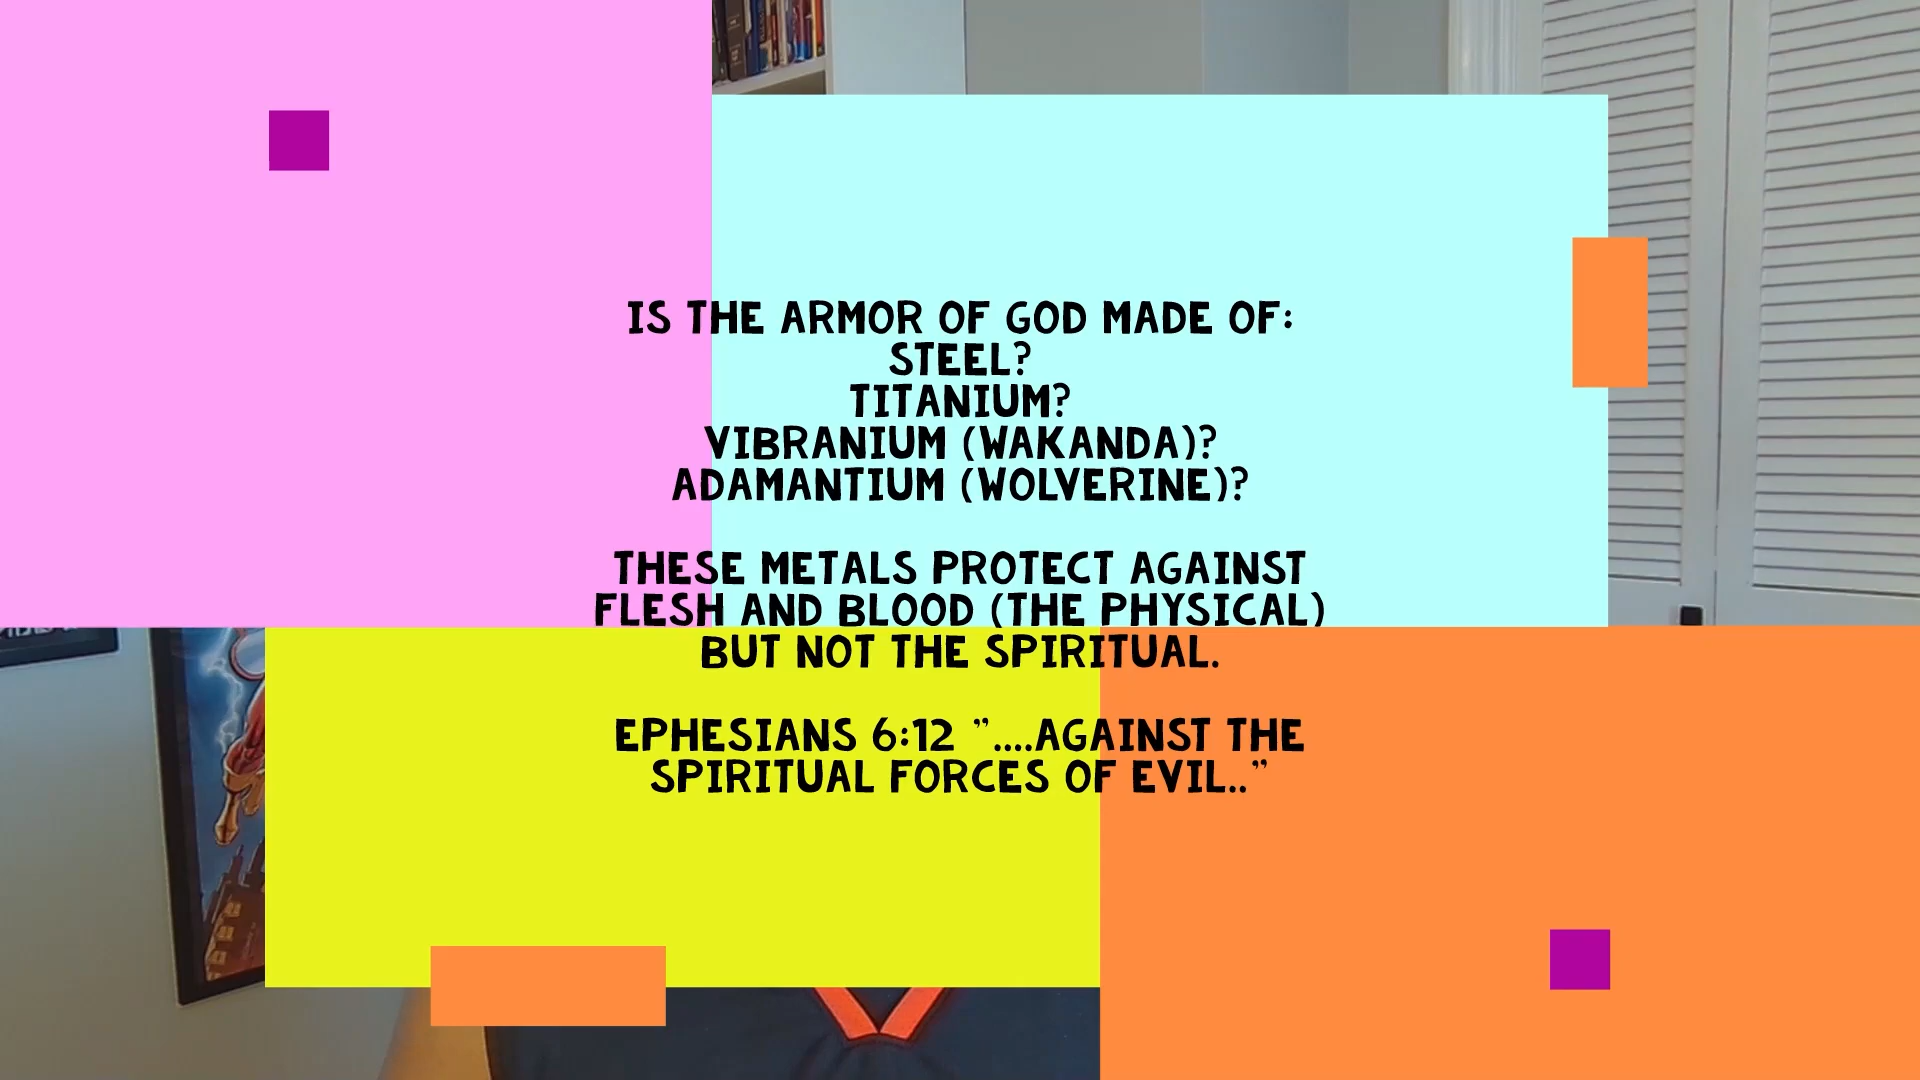 IS THE ARMOR OF GOD MADE OF:
STEEL?
TITANIUM?
VIBRANIUM (WAKANDA)?
ADAMANTIUM (WOLVERINE)?
THESE METALS PROTECT AGAINST
FLESH AND BLOOD (THE PHYSICAL)
BUT NOT THE SPIRITUAL.
EPHESIANS 6:12 "....AGAINST THE
SPIRITUAL FORCES OF EVIL.."